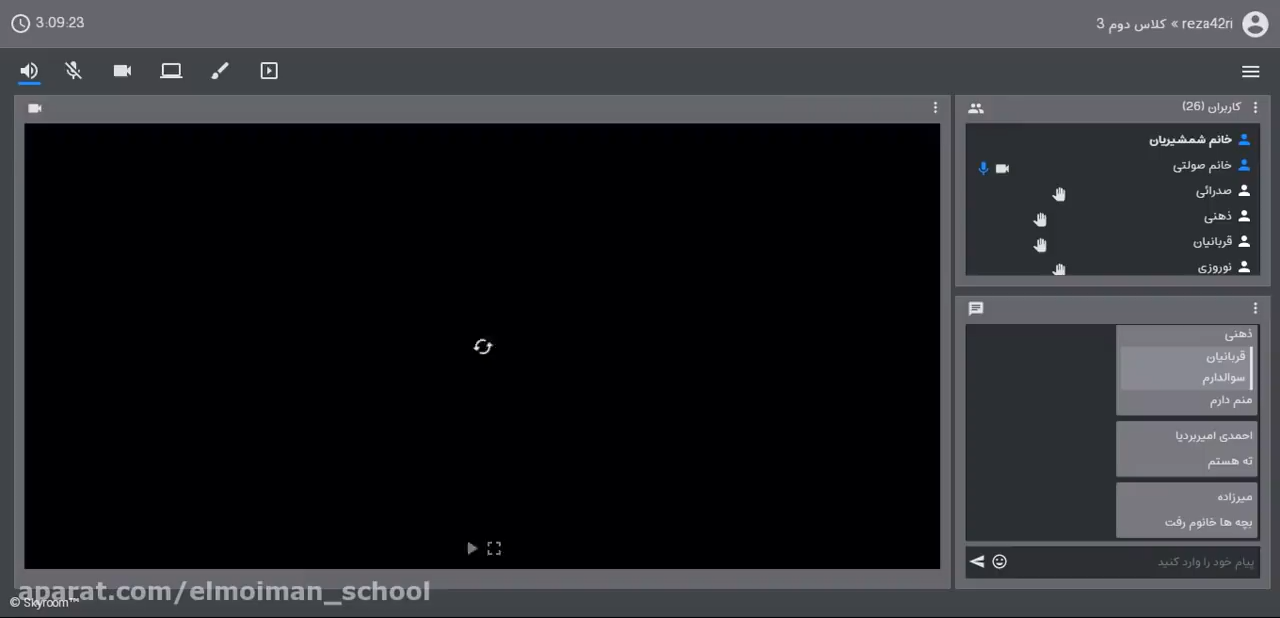 3:09:23
reza42ri » کلاس دوم 3
کاربران (26)
خانم شمشیریان
خانم صولتی
صدرائی
ذهنی
قربانیان
نوروزی
ذهنی
قربانیان
سوالدارم
منم دارم
احمدی امیربردیا
ته هستم
میرزاده
بچه ها خانوم رفت
پیام خود را وارد کنید
aparat.com/elmoiman_school
© Skyroom™